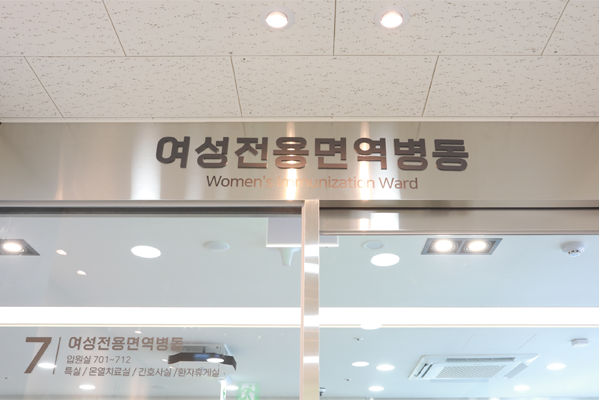 여성전용면역병동
Women's Immunization Ward
7
여성전용면역병동
입원실 701-712
특실 / 온열치료실 / 간호사실 / 환자휴게실